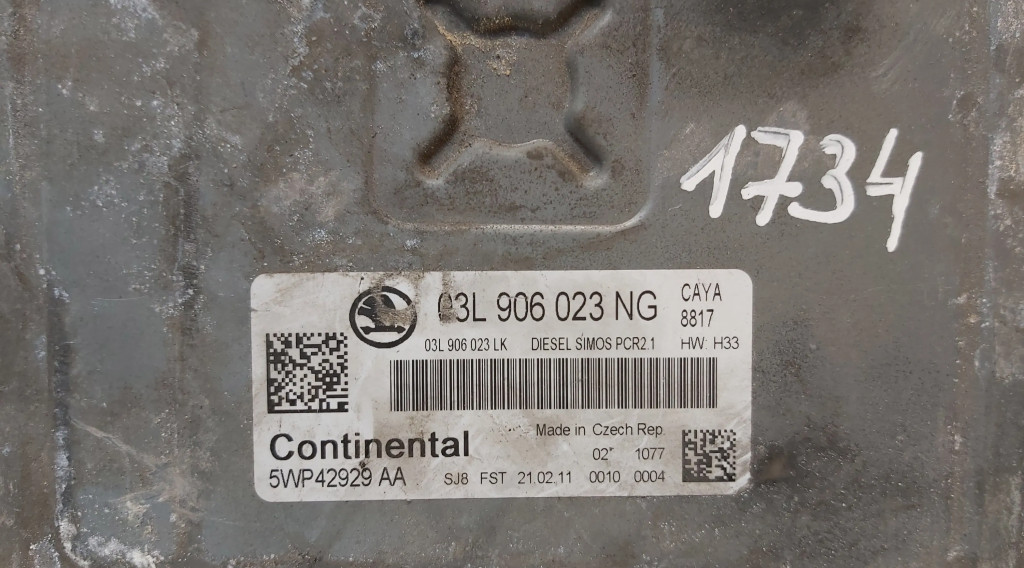 1734
03L 906 023 NG
CAYA
8817
03L 906 023 LK DIESEL SIMOS PCR2.1 HW: H33
Made in Czech Rep.
Continental
1077
5WP42929 AA SJ8 FST 21.02.11 0010 0004